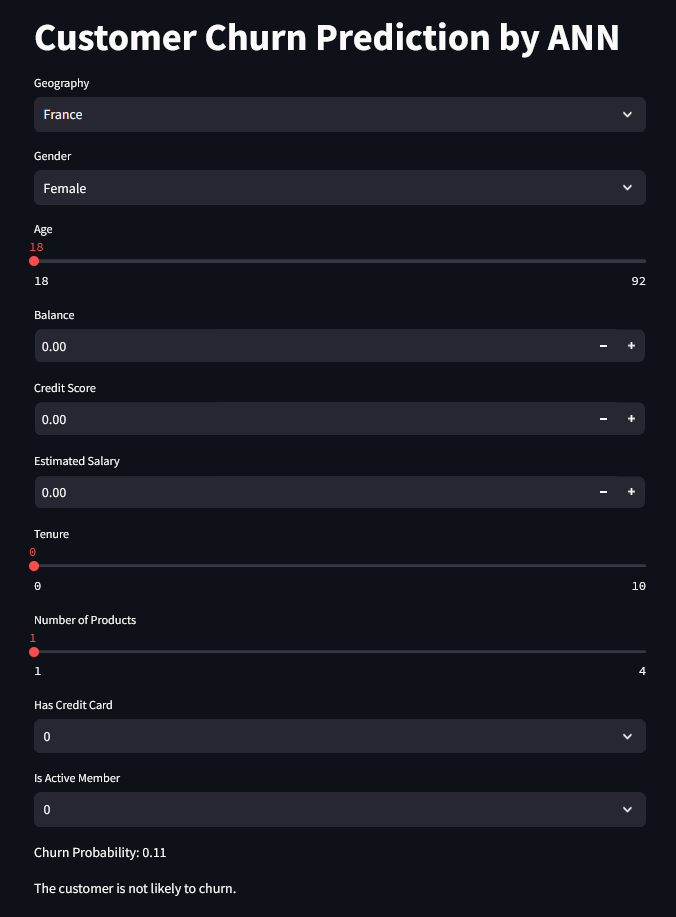 Customer Churn Prediction by ANN
Geography
France
Gender
Female
Age
18
18 92
Balance
0.00
Credit Score
0.00
Estimated Salary
0.00
Tenure
0
0 10
Number of Products
1
1 4
Has Credit Card
0
Is Active Member
0
Churn Probability: 0.11
The customer is not likely to churn.